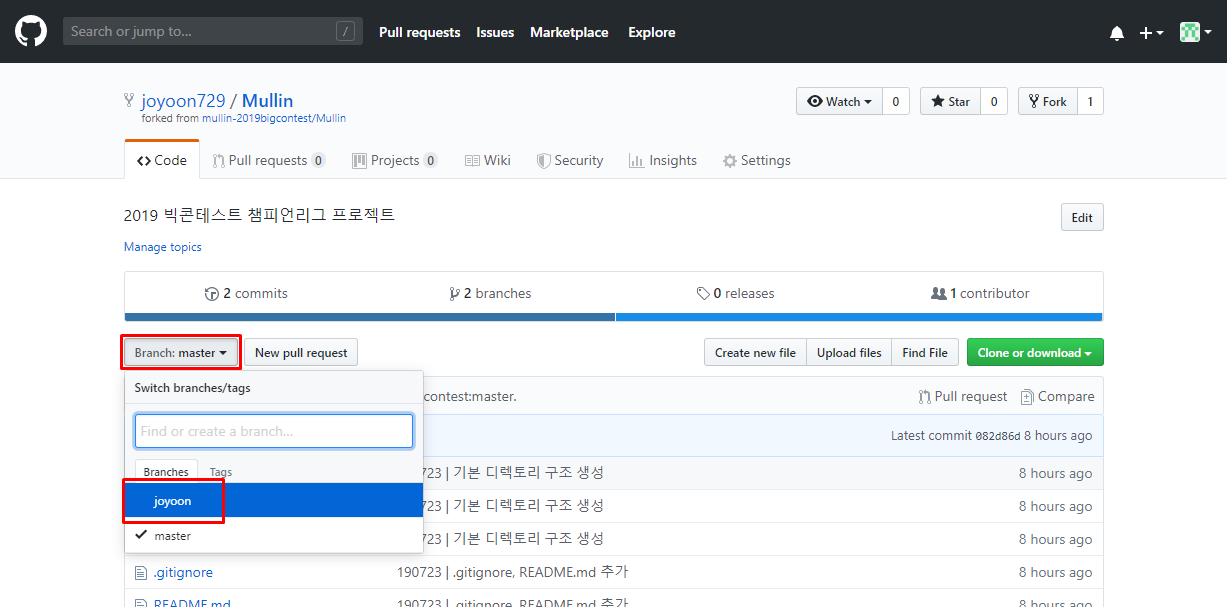 Search or jump to... /
Pull requests Issues Marketplace Explore
joyoon729 / Mullin
forked from mullin-2019bigcontest/Mullin
Watch 0
Star 0
Fork 1
Code
Pull requests 0
Projects 0
Wiki
Security
Insights
Settings
2019 빅콘테스트 챔피언리그 프로젝트
Edit
Manage topics
2 commits
2 branches
0 releases
1 contributor
Branch: master
New pull request
Create new file
Upload files
Find File
Clone or download
Switch branches/tags
Find or create a branch...
Branches
Tags
joyoon
master
contest:master.
Pull request
Compare
Latest commit 082d86d 8 hours ago
723 | 기본 디렉토리 구조 생성 8 hours ago
723 | 기본 디렉토리 구조 생성 8 hours ago
723 | 기본 디렉토리 구조 생성 8 hours ago
.gitignore 190723 | .gitignore, README.md 추가 8 hours ago
README.md 190723 | .gitignore, README.md 추가 8 hours ago